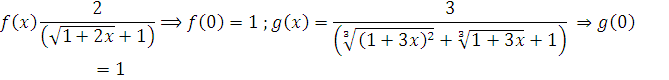 f(x) 2/(√(1+2x)+1) ⟹ f(0) = 1 ; g(x) = 3/(∛((1+3x)²)+∛(1+3x)+1) ⇒ g(0)
= 1